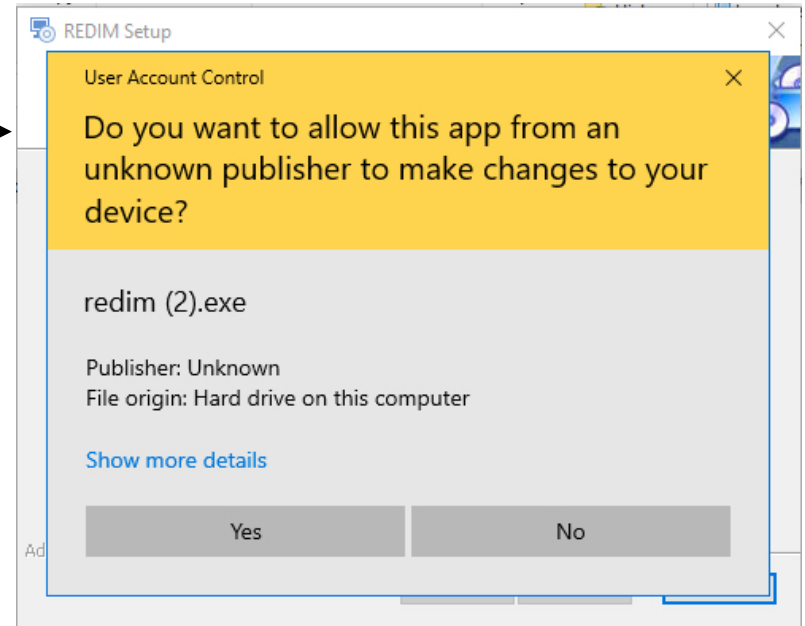 REDIM Setup
User Account Control
Do you want to allow this app from an
unknown publisher to make changes to your
device?
redim (2).exe
Publisher: Unknown
File origin: Hard drive on this computer
Show more details
Yes No
Ad